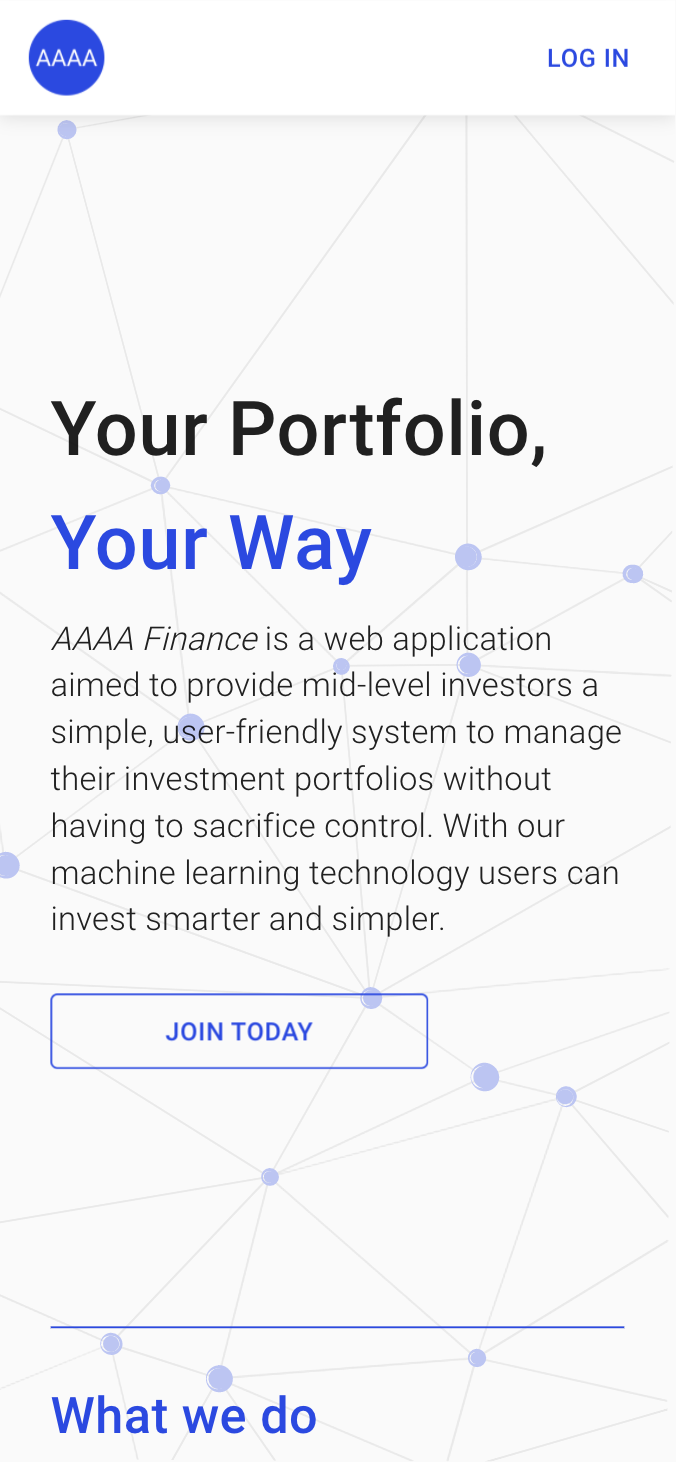 AAAA
LOG IN
Your Portfolio,
Your Way
AAAA Finance is a web application
aimed to provide mid-level investors a
simple, user-friendly system to manage
their investment portfolios without
having to sacrifice control. With our
machine learning technology users can
invest smarter and simpler.
JOIN TODAY
What we do